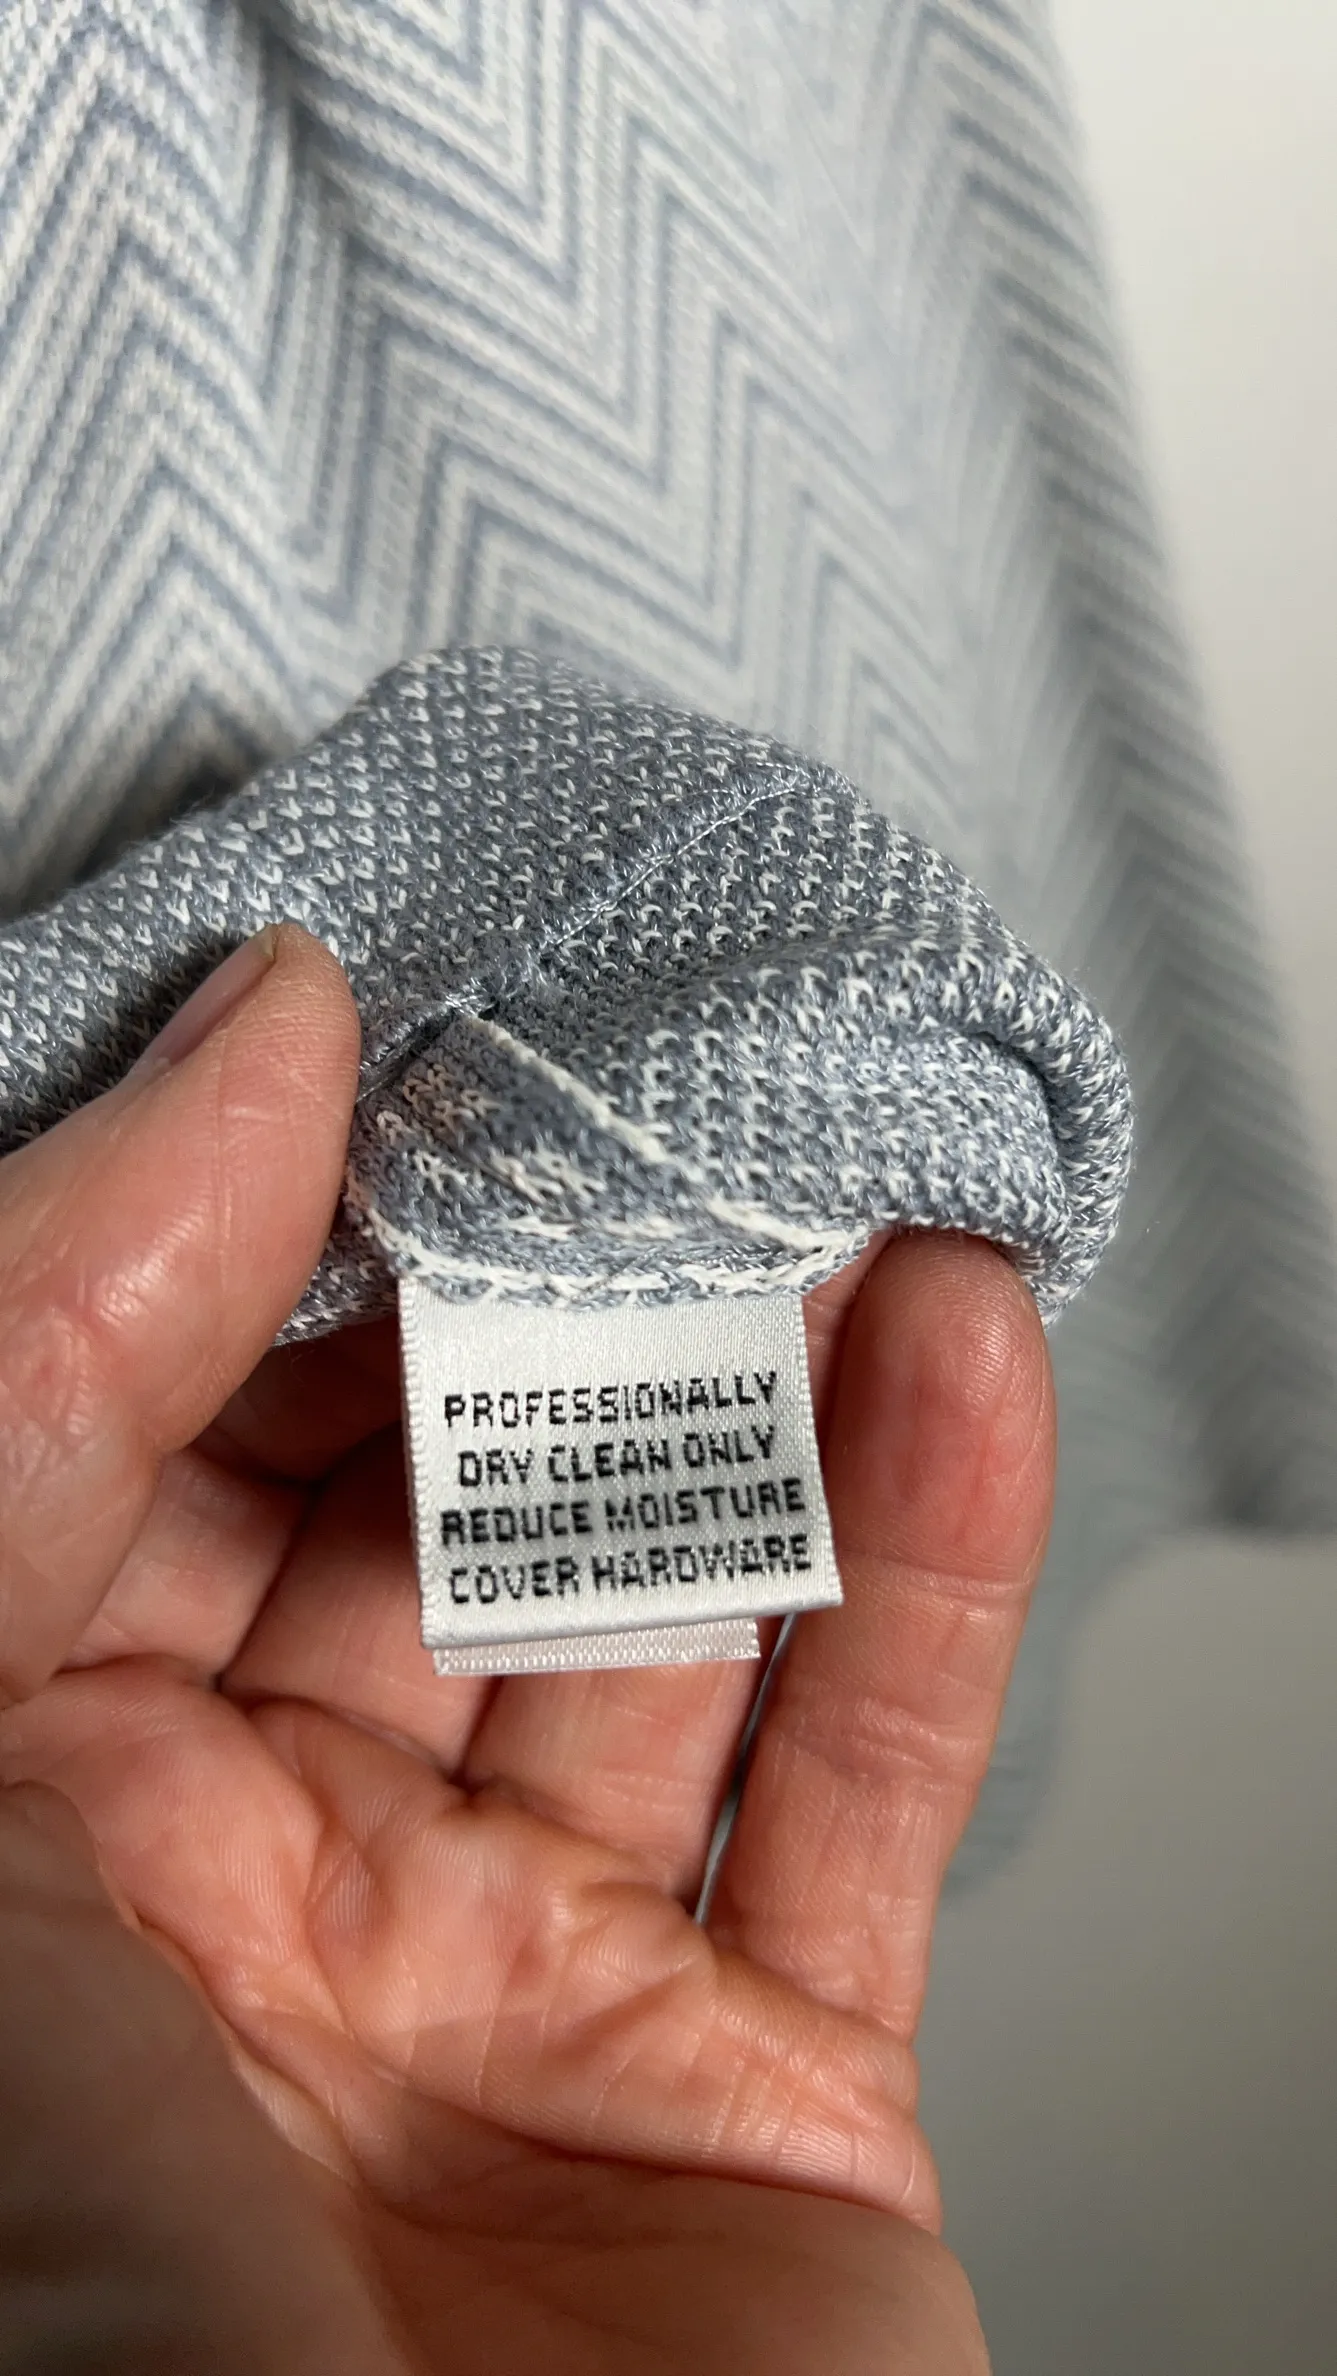 PROFESSIONALLY
DRY CLEAN ONLY
REDUCE MOISTURE
COVER HARDWARE